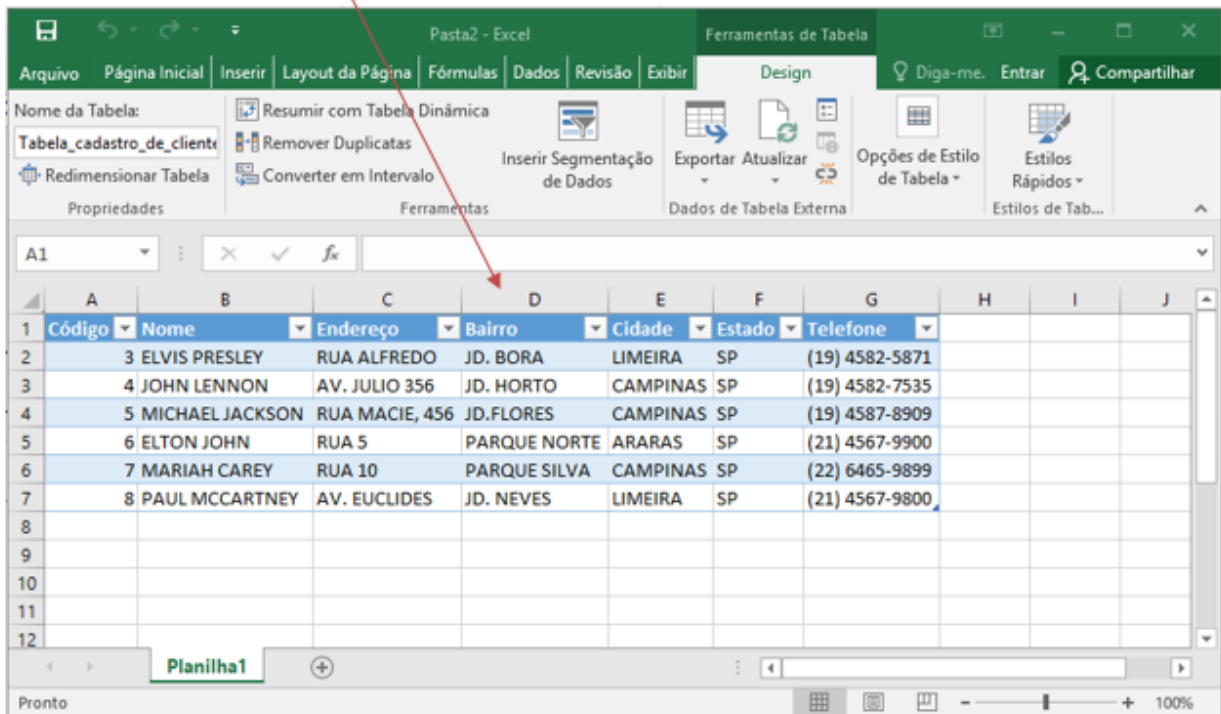 Pasta2 - Excel Ferramentas de Tabela
Arquivo Página Inicial Inserir Layout da Página Fórmulas Dados Revisão Exibir Design Diga-me. Entrar Compartilhar
Nome da Tabela: Resumir com Tabela Dinâmica
Tabela_cadastro_de_cliente Remover Duplicatas Inserir Segmentação Exportar Atualizar Opções de Estilo Estilos
Redimensionar Tabela Converter em Intervalo de Dados de Tabela Rápidos
Propriedades Ferramentas Dados de Tabela Externa Estilos de Tab...
A1 fx
A B C D E F G H I J
1 Código Nome Endereço Bairro Cidade Estado Telefone
2 3 ELVIS PRESLEY RUA ALFREDO JD. BORA LIMEIRA SP (19) 4582-5871
3 4 JOHN LENNON AV. JULIO 356 JD. HORTO CAMPINAS SP (19) 4582-7535
4 5 MICHAEL JACKSON RUA MACIE, 456 JD.FLORES CAMPINAS SP (19) 4587-8909
5 6 ELTON JOHN RUA 5 PARQUE NORTE ARARAS SP (21) 4567-9900
6 7 MARIAH CAREY RUA 10 PARQUE SILVA CAMPINAS SP (22) 6465-9899
7 8 PAUL MCCARTNEY AV. EUCLIDES JD. NEVES LIMEIRA SP (21) 4567-9800
8
9
10
11
12
Planilha1
Pronto 100%